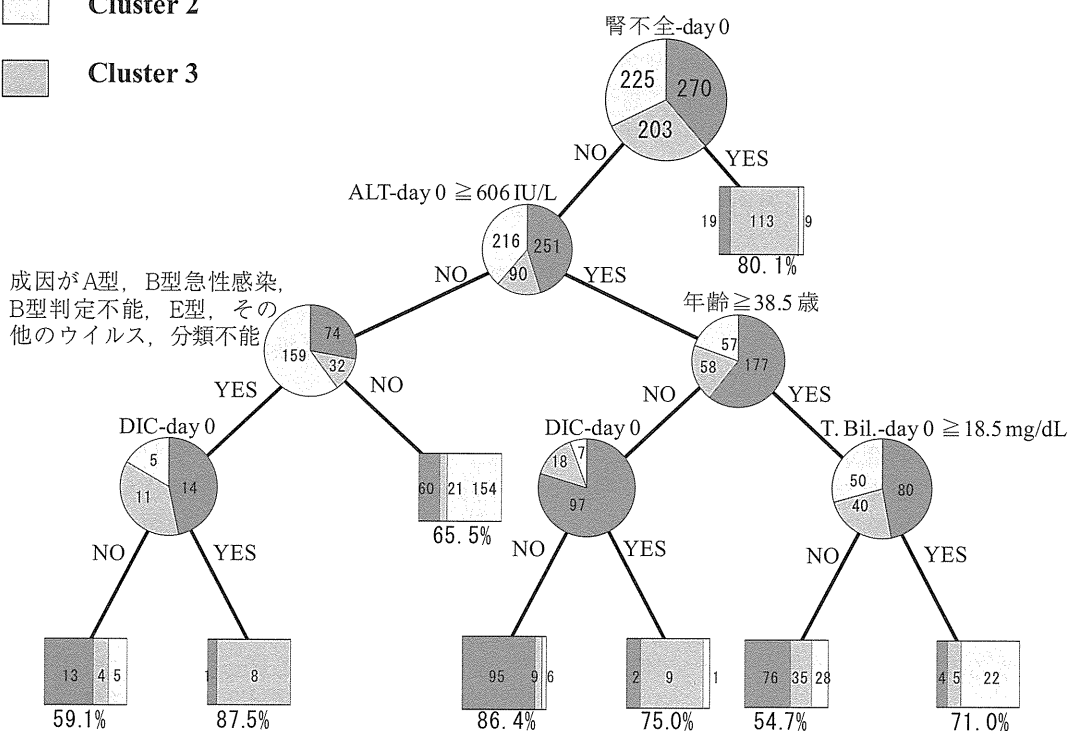 Cluster 2
Cluster 3
腎不全-day 0
225
270
203
NO
YES
ALT-day 0 ≧606 IU/L
19
113
9
80.1%
216
251
90
NO
YES
成因がA型, B型急性感染,
B型判定不能, E型, その
他のウイルス, 分類不能
74
159
32
年齢≧38.5 歳
57
58
177
YES
NO
NO
YES
DIC-day 0
5
11
14
60
21
154
65.5%
DIC-day 0
18
7
97
T. Bil.-day 0 ≧18.5 mg/dL
50
40
80
NO
YES
NO
YES
NO
YES
13
4
5
59.1%
1
8
87.5%
95
9
6
86.4%
2
9
1
75.0%
76
35
28
54.7%
4
5
22
71.0%